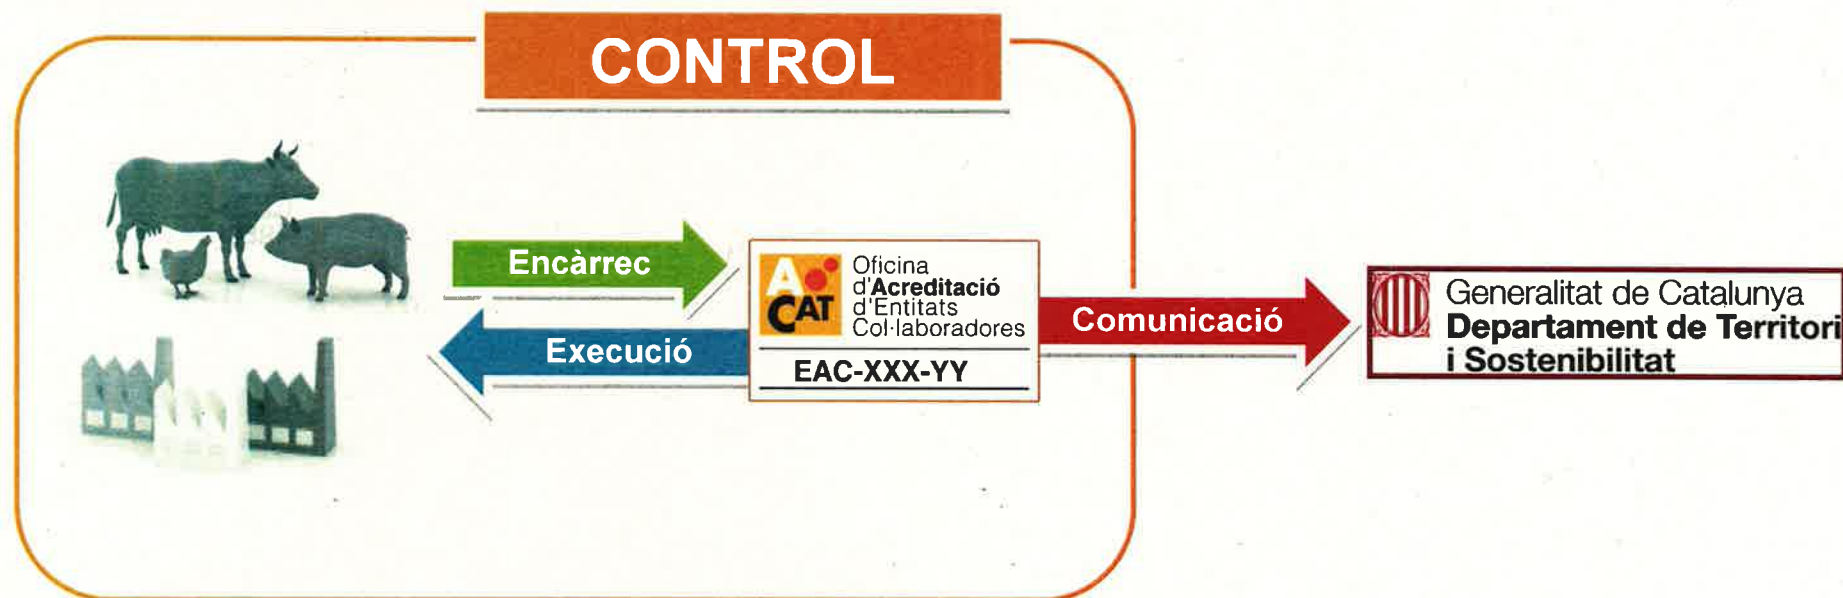 CONTROL
Encàrrec
Execució
ACAT
Oficina
d'Acreditació
d'Entitats
Col·laboradores
EAC-XXX-YY
Comunicació
Generalitat de Catalunya
Departament de Territori
i Sostenibilitat